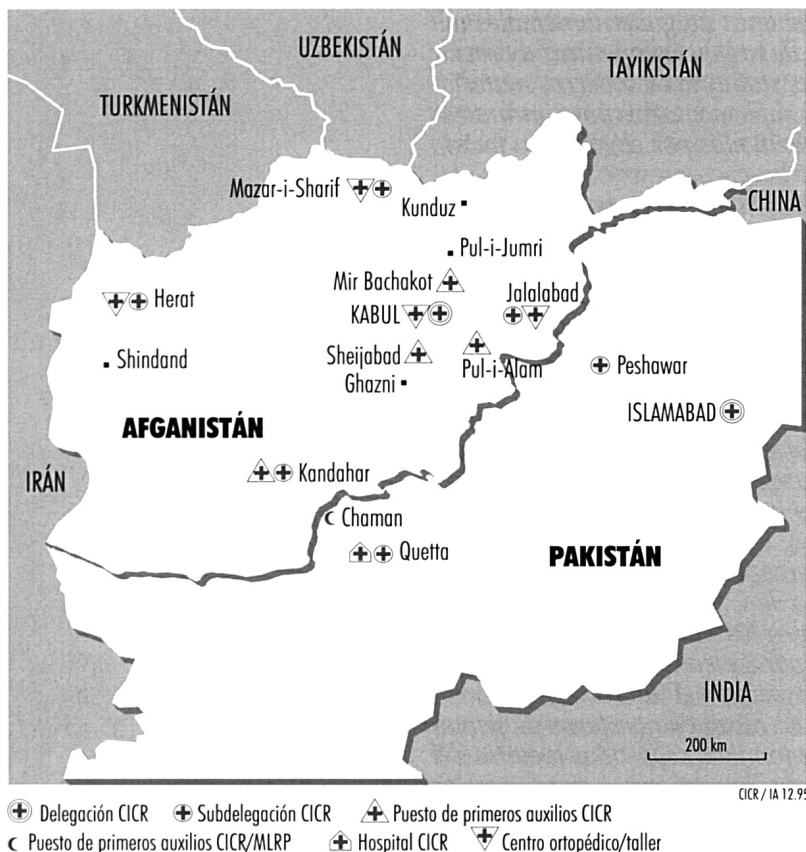 UZBEKISTÁN
TAYIKISTÁN
TURKMENISTÁN
Mazar-i-Sharif
Kunduz
CHINA
Pul-i-Jumri
Mir Bachakot
Jalalabad
Herat
KABUL
Shindand
Sheijabad
Pul-i-Alam
Peshawar
Ghazni
ISLAMABAD
AFGANISTÁN
IRÁN
Kandahar
Chaman
Quetta
PAKISTÁN
INDIA
200 km
CICR / IA 12.95
Delegación CICR Subdelegación CICR Puesto de primeros auxilios CICR
Puesto de primeros auxilios CICR/MLRP Hospital CICR Centro ortopédico/taller